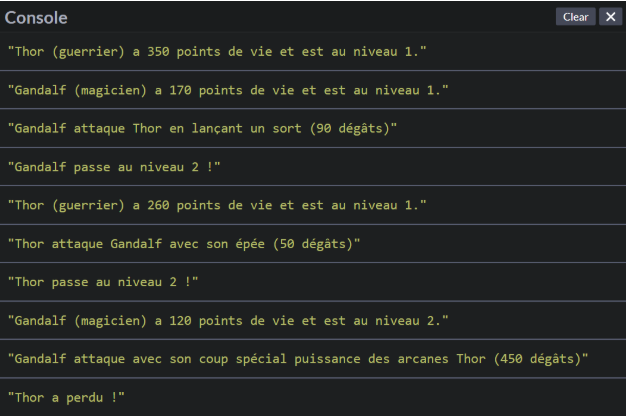 Console
Clear ×
"Thor (guerrier) a 350 points de vie et est au niveau 1."
"Gandalf (magicien) a 170 points de vie et est au niveau 1."
"Gandalf attaque Thor en lançant un sort (90 dégâts)"
"Gandalf passe au niveau 2 !"
"Thor (guerrier) a 260 points de vie et est au niveau 1."
"Thor attaque Gandalf avec son épée (50 dégâts)"
"Thor passe au niveau 2 !"
"Gandalf (magicien) a 120 points de vie et est au niveau 2."
"Gandalf attaque avec son coup spécial puissance des arcanes Thor (450 dégâts)"
"Thor a perdu !"